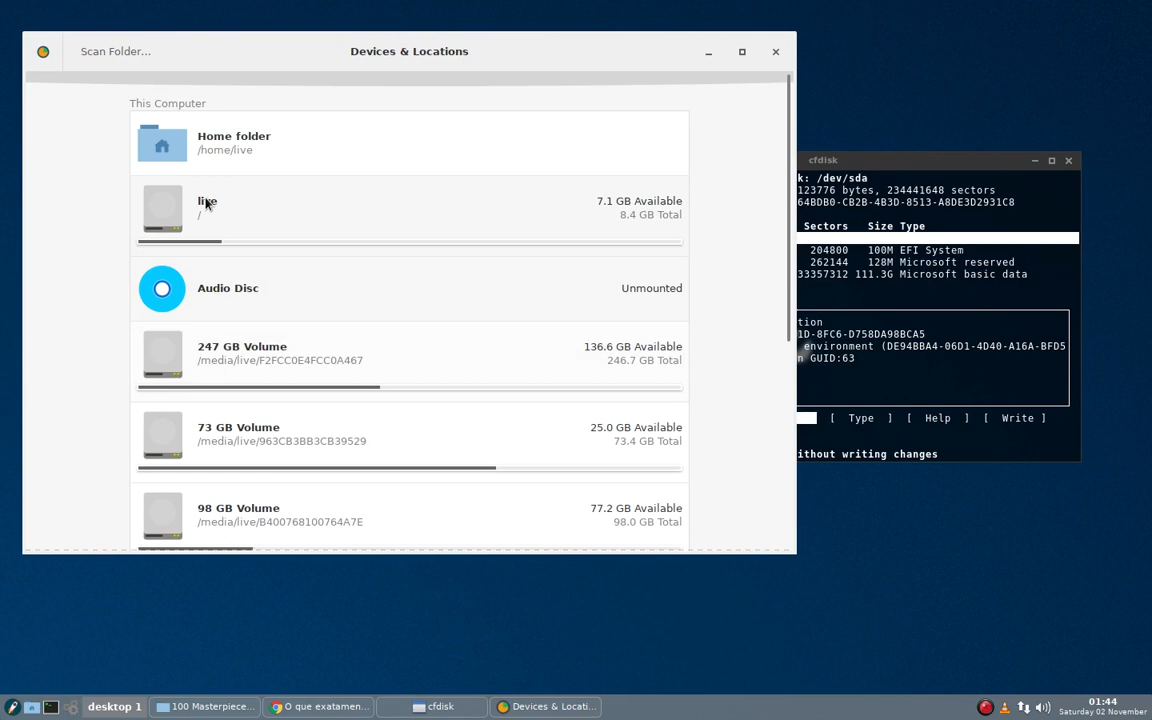 Scan Folder...
Devices & Locations
This Computer
Home folder
/home/live
live
7.1 GB Available
/
8.4 GB Total
Audio Disc
Unmounted
247 GB Volume
136.6 GB Available
/media/live/F2FCC0E4FCC0A467
246.7 GB Total
73 GB Volume
25.0 GB Available
/media/live/963CB3BB3CB39529
73.4 GB Total
98 GB Volume
77.2 GB Available
/media/live/B400768100764A7E
98.0 GB Total
cfdisk
k: /dev/sda
123776 bytes, 234441648 sectors
64BDB0-CB2B-4B3D-8513-A8DE3D2931C8
Sectors Size Type
204800 100M EFI System
262144 128M Microsoft reserved
33357312 111.3G Microsoft basic data
tion
1D-8FC6-D758DA98BCA5
environment (DE94BBA4-06D1-4D40-A16A-BFD5
n GUID:63
[ Type ] [ Help ] [ Write ]
ithout writing changes
desktop 1
100 Masterpiece...
O que exatamen...
cfdisk
Devices & Locati...
01:44
Saturday 02 November